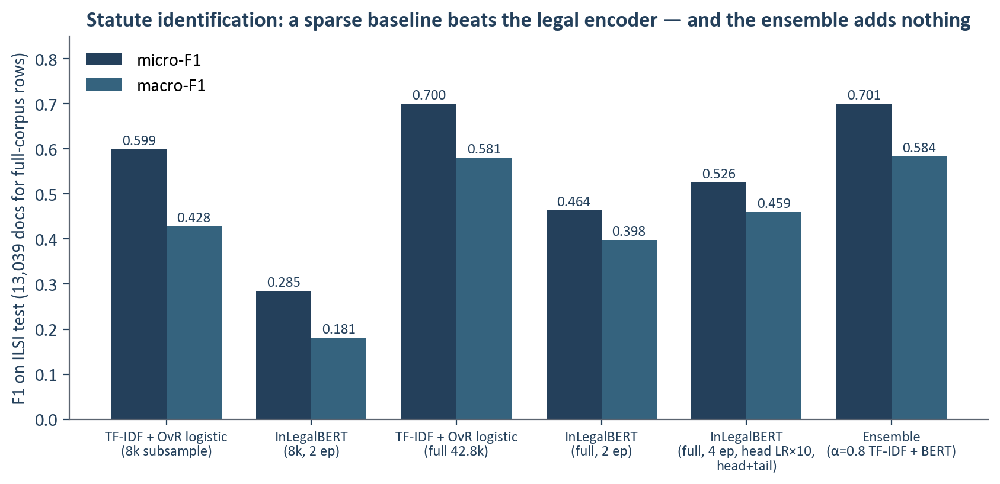 Statute identification: a sparse baseline beats the legal encoder — and the ensemble adds nothing
F1 on ILSI test (13,039 docs for full-corpus rows)
0.8
0.7
0.6
0.5
0.4
0.3
0.2
0.1
0.0
micro-F1
macro-F1
0.599
0.428
0.285
0.181
0.700
0.581
0.464
0.398
0.526
0.459
0.701
0.584
TF-IDF + OvR logistic
(8k subsample)
InLegalBERT
(8k, 2 ep)
TF-IDF + OvR logistic
(full 42.8k)
InLegalBERT
(full, 2 ep)
InLegalBERT
(full, 4 ep, head LR×10,
head+tail)
Ensemble
(α=0.8 TF-IDF + BERT)